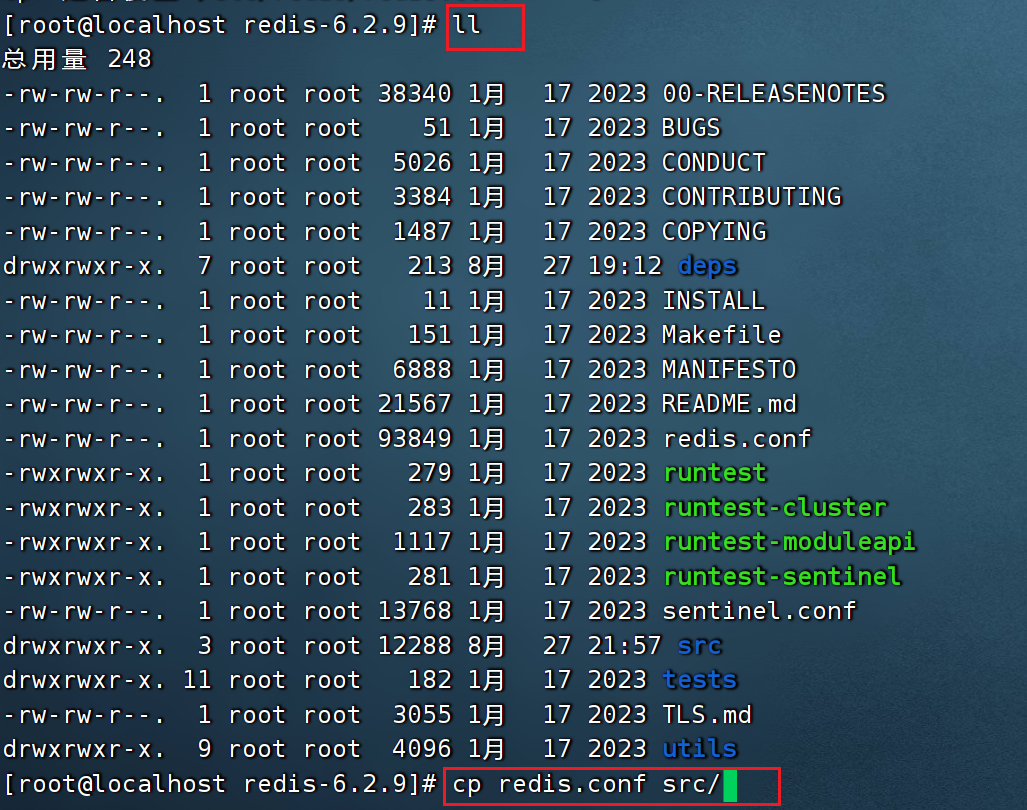 [root@localhost redis-6.2.9]# ll
总用量 248
-rw-rw-r--.  1 root root 38340 1月   17 2023 00-RELEASENOTES
-rw-rw-r--.  1 root root    51 1月   17 2023 BUGS
-rw-rw-r--.  1 root root  5026 1月   17 2023 CONDUCT
-rw-rw-r--.  1 root root  3384 1月   17 2023 CONTRIBUTING
-rw-rw-r--.  1 root root  1487 1月   17 2023 COPYING
drwxrwxr-x.  7 root root   213 8月   27 19:12 deps
-rw-rw-r--.  1 root root    11 1月   17 2023 INSTALL
-rw-rw-r--.  1 root root   151 1月   17 2023 Makefile
-rw-rw-r--.  1 root root  6888 1月   17 2023 MANIFESTO
-rw-rw-r--.  1 root root 21567 1月   17 2023 README.md
-rw-rw-r--.  1 root root 93849 1月   17 2023 redis.conf
-rwxrwxr-x.  1 root root   279 1月   17 2023 runtest
-rwxrwxr-x.  1 root root   283 1月   17 2023 runtest-cluster
-rwxrwxr-x.  1 root root  1117 1月   17 2023 runtest-moduleapi
-rwxrwxr-x.  1 root root   281 1月   17 2023 runtest-sentinel
-rw-rw-r--.  1 root root 13768 1月   17 2023 sentinel.conf
drwxrwxr-x.  3 root root 12288 8月   27 21:57 src
drwxrwxr-x. 11 root root   182 1月   17 2023 tests
-rw-rw-r--.  1 root root  3055 1月   17 2023 TLS.md
drwxrwxr-x.  9 root root  4096 1月   17 2023 utils
[root@localhost redis-6.2.9]# cp redis.conf src/